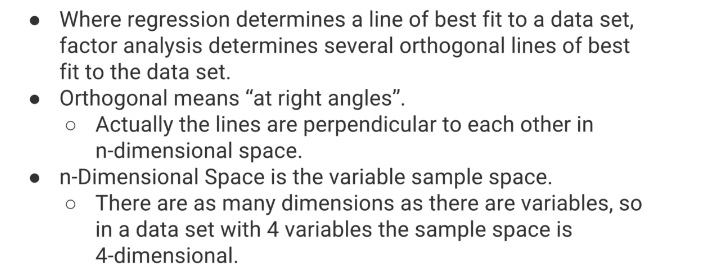 ● Where regression determines a line of best fit to a data set,
factor analysis determines several orthogonal lines of best
fit to the data set.
● Orthogonal means “at right angles”.
○ Actually the lines are perpendicular to each other in
n-dimensional space.
● n-Dimensional Space is the variable sample space.
○ There are as many dimensions as there are variables, so
in a data set with 4 variables the sample space is
4-dimensional.